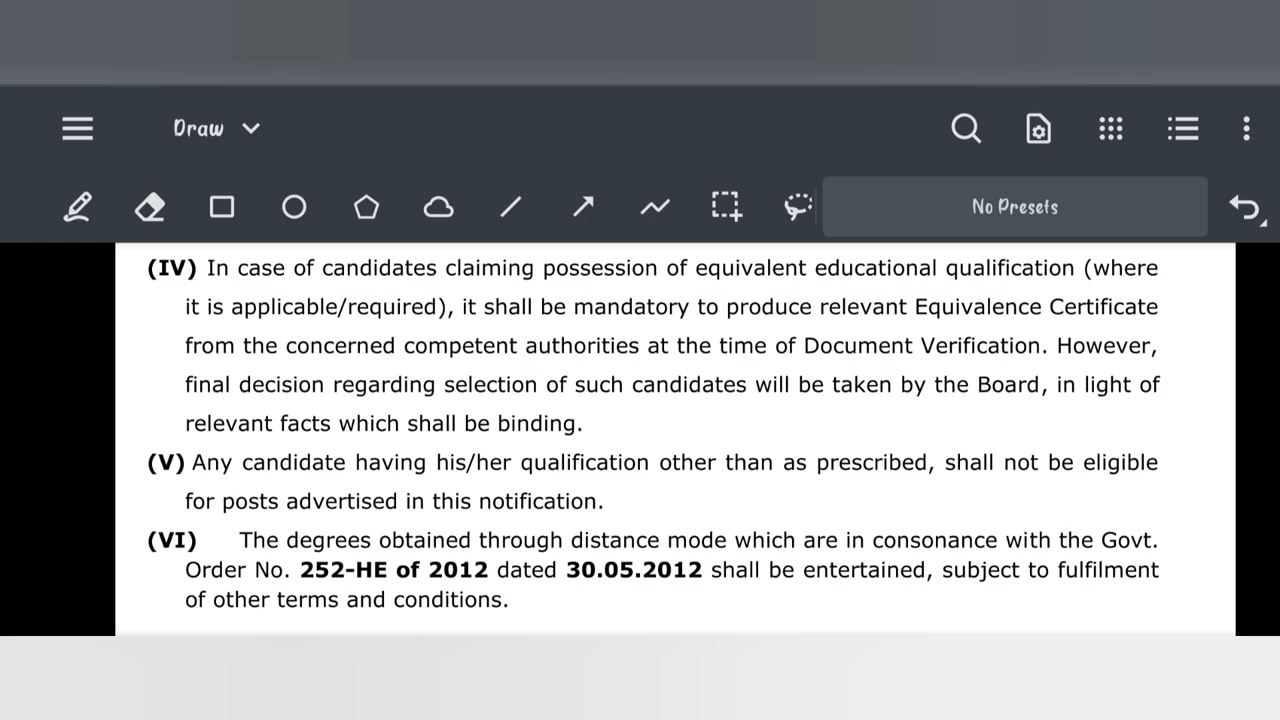 Draw
No Presets
(IV) In case of candidates claiming possession of equivalent educational qualification (where
it is applicable/required), it shall be mandatory to produce relevant Equivalence Certificate
from the concerned competent authorities at the time of Document Verification. However,
final decision regarding selection of such candidates will be taken by the Board, in light of
relevant facts which shall be binding.
(V) Any candidate having his/her qualification other than as prescribed, shall not be eligible
for posts advertised in this notification.
(VI) The degrees obtained through distance mode which are in consonance with the Govt.
Order No. 252-HE of 2012 dated 30.05.2012 shall be entertained, subject to fulfilment
of other terms and conditions.